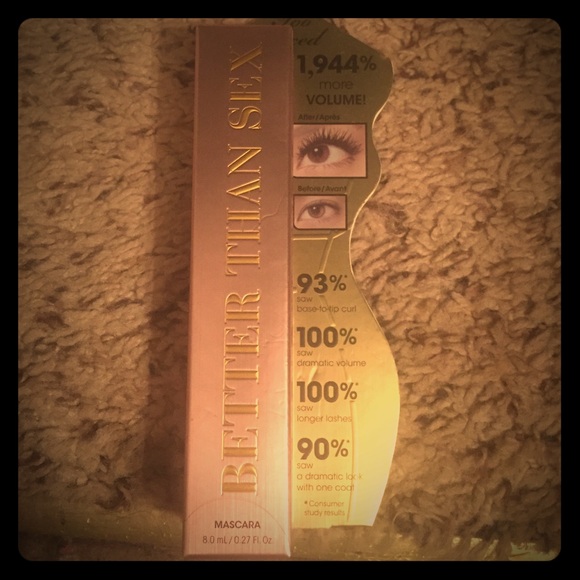 BETTER THAN SEX
MASCARA
8.0 mL / 0.27 Fl. Oz.
Too
Faced
1,944%
more
VOLUME!
After/Après
Before/Avant
93%*
saw
base-to-tip curl
100%*
saw
dramatic volume
100%*
saw
longer lashes
90%*
saw
a dramatic look
with one coat
*Consumer
study results